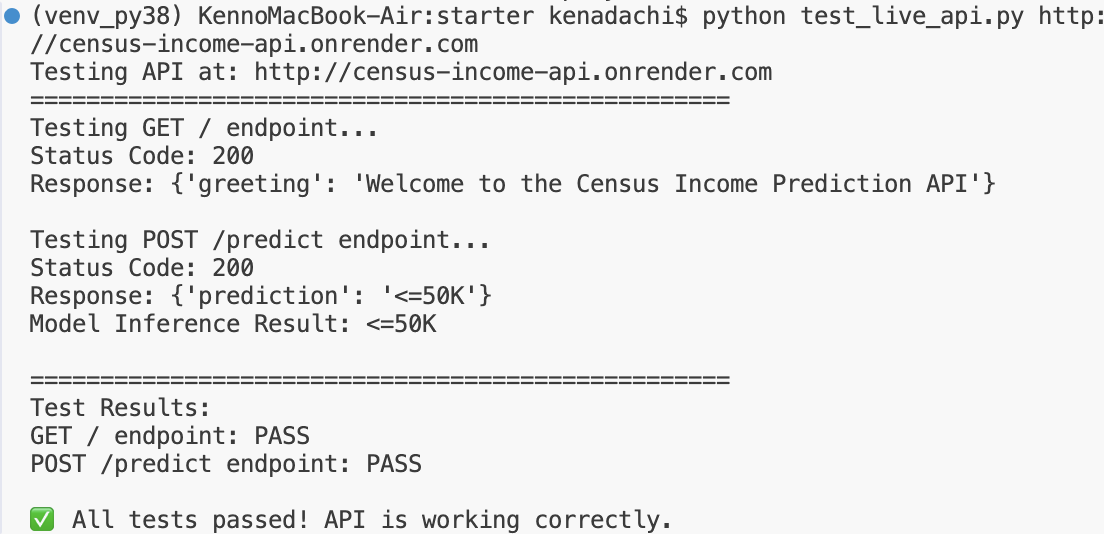 (venv_py38) KennoMacBook-Air:starter kenadachi$ python test_live_api.py http:
//census-income-api.onrender.com
Testing API at: http://census-income-api.onrender.com
==================================================
Testing GET / endpoint...
Status Code: 200
Response: {'greeting': 'Welcome to the Census Income Prediction API'}

Testing POST /predict endpoint...
Status Code: 200
Response: {'prediction': '<=50K'}
Model Inference Result: <=50K

==================================================
Test Results:
GET / endpoint: PASS
POST /predict endpoint: PASS

✅ All tests passed! API is working correctly.